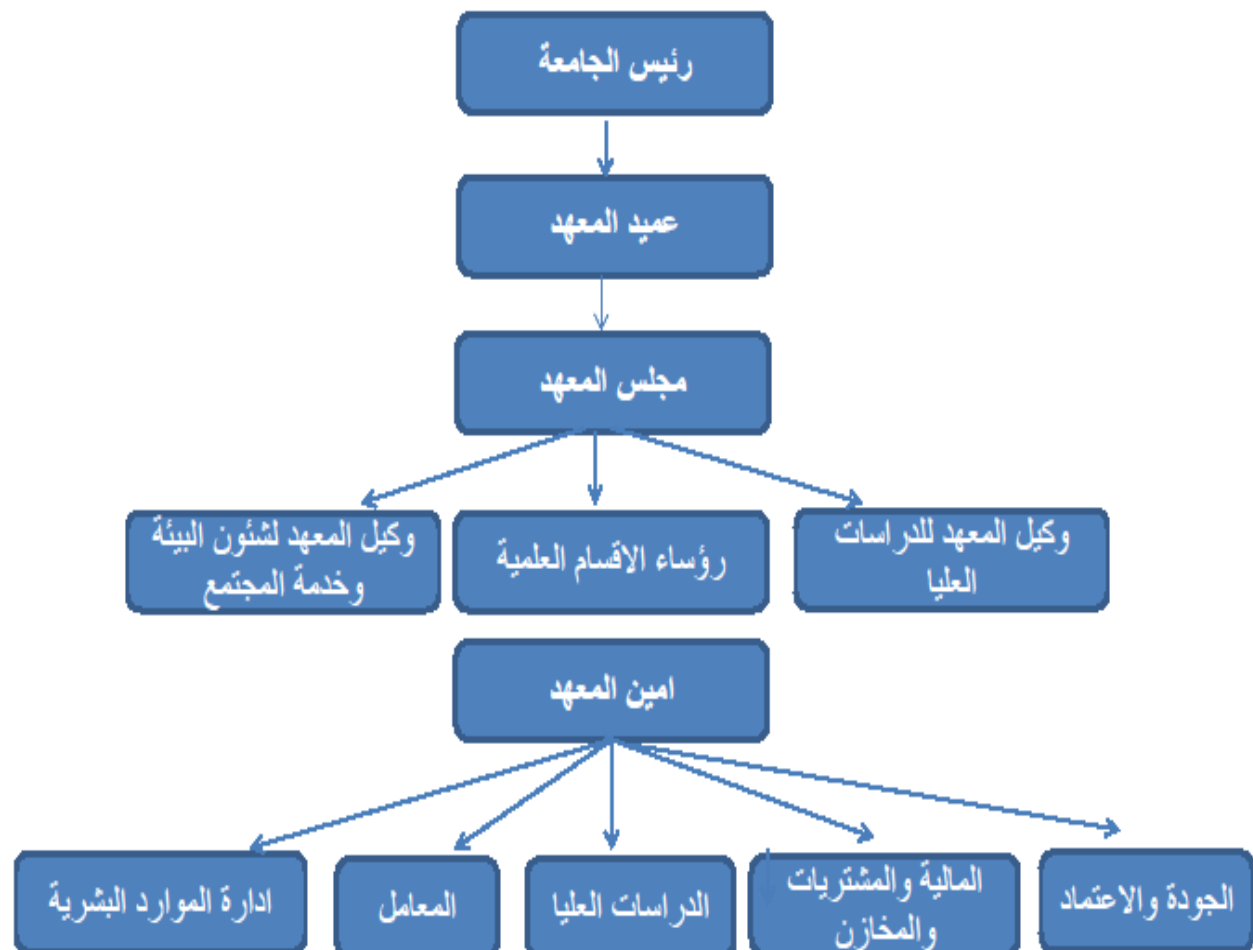 رئيس الجامعة
عميد المعهد
مجلس المعهد
وكيل المعهد للدراسات
العليا
رؤساء الاقسام العلمية
وكيل المعهد لشئون البيئة
وخدمة المجتمع
امين المعهد
الجودة والاعتماد
المالية والمشتريات
والمخازن
الدراسات العليا
المعامل
ادارة الموارد البشرية